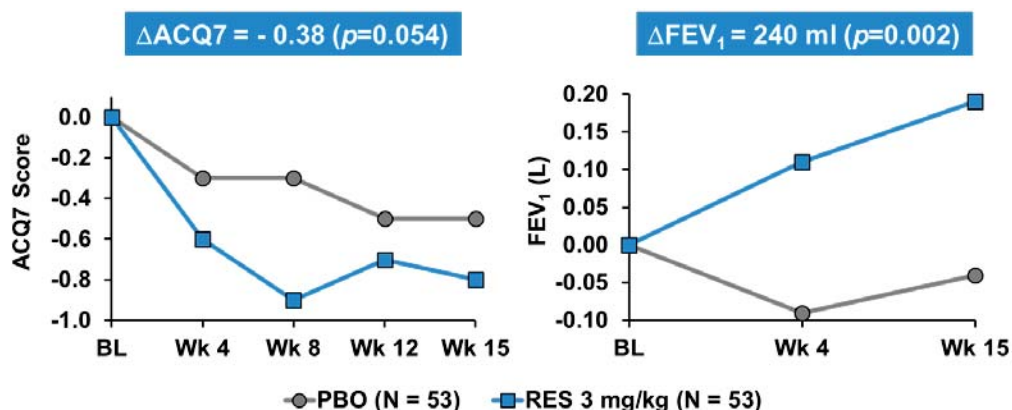 ΔACQ7 = - 0.38 (p=0.054)
ΔFEV₁ = 240 ml (p=0.002)
ACQ7 Score
0.0
-0.2
-0.4
-0.6
-0.8
-1.0
BL
Wk 4
Wk 8
Wk 12
Wk 15
FEV₁ (L)
0.20
0.15
0.10
0.05
0.00
-0.05
-0.10
BL
Wk 4
Wk 15
PBO (N = 53)
RES 3 mg/kg (N = 53)